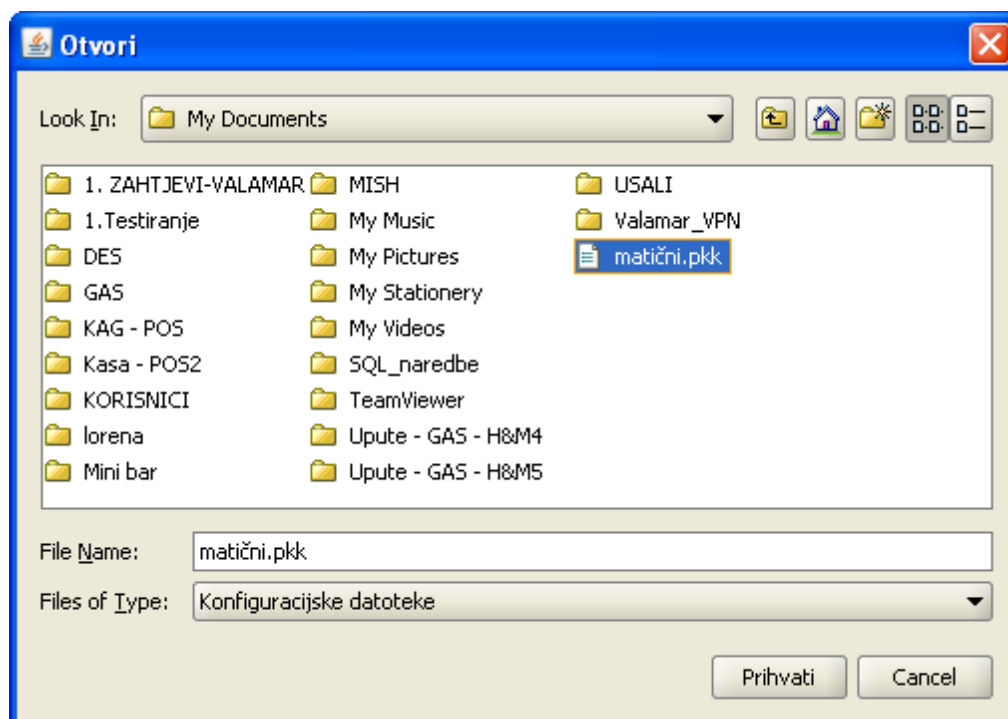 Otvori
Look In: My Documents
1. ZAHTJEVI-VALAMAR MISH USALI
1.Testiranje My Music Valamar_VPN
DES My Pictures matični.pkk
GAS My Stationery
KAG - POS My Videos
Kasa - POS2 SQL_naredbe
KORISNICI TeamViewer
lorena Upute - GAS - H&M4
Mini bar Upute - GAS - H&M5
File Name: matični.pkk
Files of Type: Konfiguracijske datoteke
Prihvati Cancel